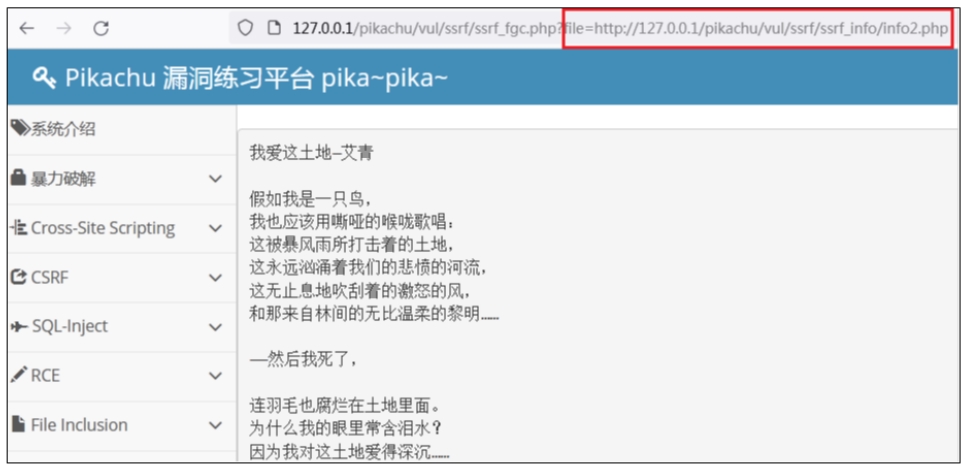 127.0.0.1/pikachu/vul/ssrf/ssrf_fgc.php?file=http://127.0.0.1/pikachu/vul/ssrf/ssrf_info/info2.php
Pikachu 漏洞练习平台 pika~pika~
系统介绍
暴力破解
Cross-Site Scripting
CSRF
SQL-Inject
RCE
File Inclusion
我爱这土地—艾青
假如我是一只鸟，
我也应该用嘶哑的喉咙歌唱：
这被暴风雨所打击着的土地，
这永远汹涌着我们的悲愤的河流，
这无止息地吹刮着的激怒的风，
和那来自林间的无比温柔的黎明……
—然后我死了，
连羽毛也腐烂在土地里面。
为什么我的眼里常含泪水？
因为我对这土地爱得深沉……